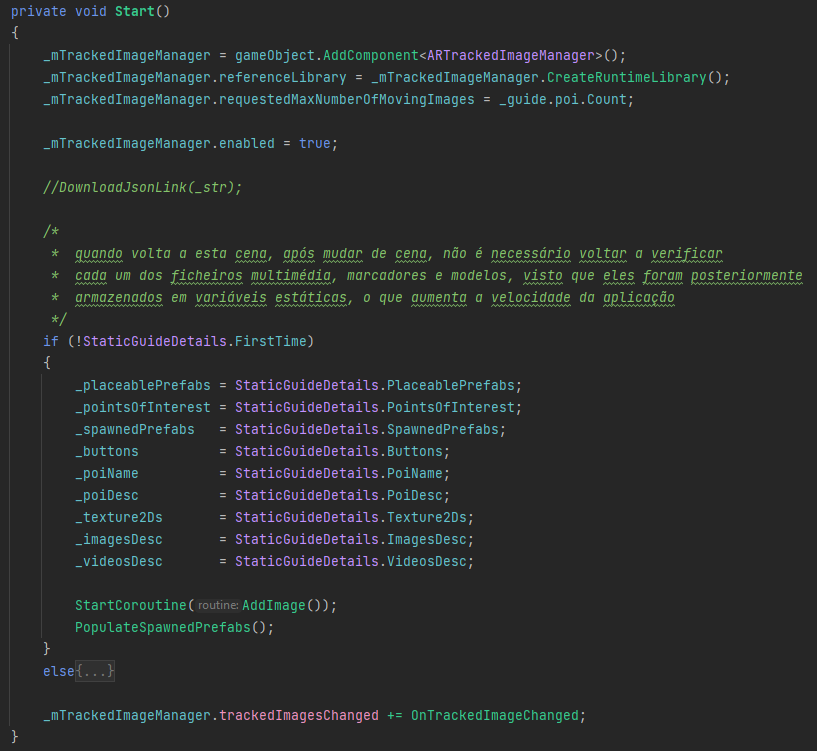 private void Start()
{
    _mTrackedImageManager = gameObject.AddComponent<ARTrackedImageManager>();
    _mTrackedImageManager.referenceLibrary = _mTrackedImageManager.CreateRuntimeLibrary();
    _mTrackedImageManager.requestedMaxNumberOfMovingImages = _guide.poi.Count;

    _mTrackedImageManager.enabled = true;

    //DownloadJsonLink(_str);

    /*
     *  quando volta a esta cena, após mudar de cena, não é necessário voltar a verificar
     *  cada um dos ficheiros multimédia, marcadores e modelos, visto que eles foram posteriormente
     *  armazenados em variáveis estáticas, o que aumenta a velocidade da aplicação
     */
    if (!StaticGuideDetails.FirstTime)
    {
        _placeablePrefabs = StaticGuideDetails.PlaceablePrefabs;
        _pointsOfInterest = StaticGuideDetails.PointsOfInterest;
        _spawnedPrefabs   = StaticGuideDetails.SpawnedPrefabs;
        _buttons          = StaticGuideDetails.Buttons;
        _poiName          = StaticGuideDetails.PoiName;
        _poiDesc          = StaticGuideDetails.PoiDesc;
        _texture2Ds       = StaticGuideDetails.Texture2Ds;
        _imagesDesc       = StaticGuideDetails.ImagesDesc;
        _videosDesc       = StaticGuideDetails.VideosDesc;

        StartCoroutine( routine: AddImage());
        PopulateSpawnedPrefabs();
    }
    else{...}

    _mTrackedImageManager.trackedImagesChanged += OnTrackedImageChanged;
}